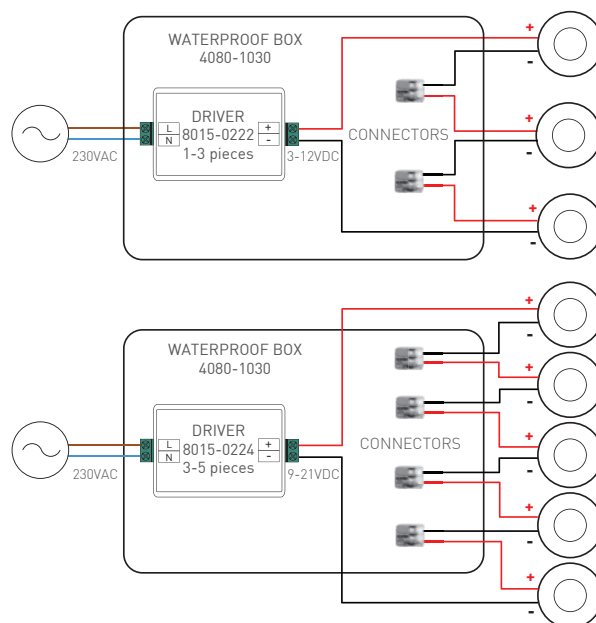 WATERPROOF BOX
4080-1030
DRIVER
8015-0222
1-3 pieces
L
N
+
-
230VAC
3-12VDC
CONNECTORS
+
-
+
-
+
-
WATERPROOF BOX
4080-1030
DRIVER
8015-0224
3-5 pieces
L
N
+
-
230VAC
9-21VDC
CONNECTORS
+
-
+
-
+
-
+
-
+
-